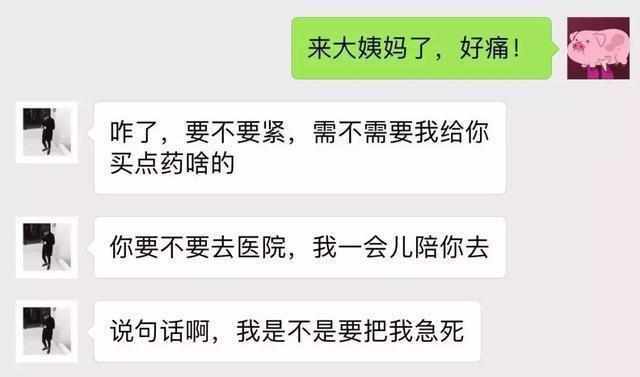 来大姨妈了，好痛！
咋了，要不要紧，需不需要我给你
买点药啥的
你要不要去医院，我一会儿陪你去
说句话啊，我是不是要把我急死